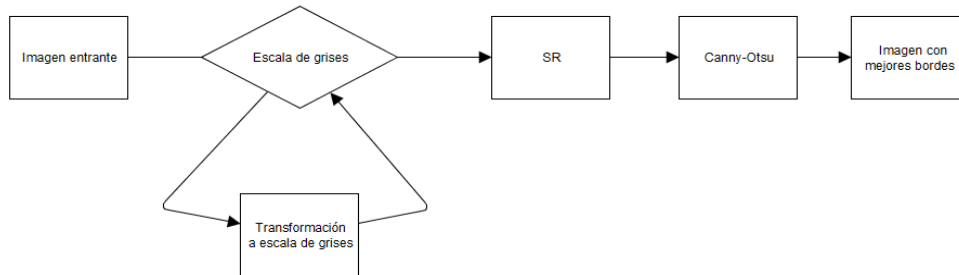 Imagen entrante
Escala de grises
SR
Canny-Otsu
Imagen con
mejores bordes
Transformación
a escala de grises